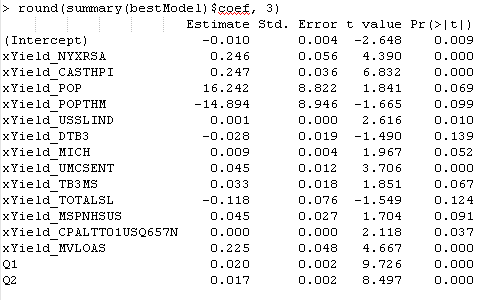 > round(summary(bestModel)$coef, 3)
Estimate Std. Error t value Pr(>|t|)
(Intercept) -0.010 0.004 -2.648 0.009
xYield_NYXRSA 0.246 0.056 4.390 0.000
xYield_CASTHPI 0.247 0.036 6.832 0.000
xYield_POP 16.242 8.822 1.841 0.069
xYield_POPTHM -14.894 8.946 -1.665 0.099
xYield_USSLIND 0.001 0.000 2.616 0.010
xYield_DTB3 -0.028 0.019 -1.490 0.139
xYield_MICH 0.009 0.004 1.967 0.052
xYield_UMCSENT 0.045 0.012 3.706 0.000
xYield_TB3MS 0.033 0.018 1.851 0.067
xYield_TOTALSL -0.118 0.076 -1.549 0.124
xYield_MSPNHSUS 0.045 0.027 1.704 0.091
xYield_CPALTT01USQ657N 0.000 0.000 2.118 0.037
xYield_MVLOAS 0.225 0.048 4.667 0.000
Q1 0.020 0.002 9.726 0.000
Q2 0.017 0.002 8.497 0.000